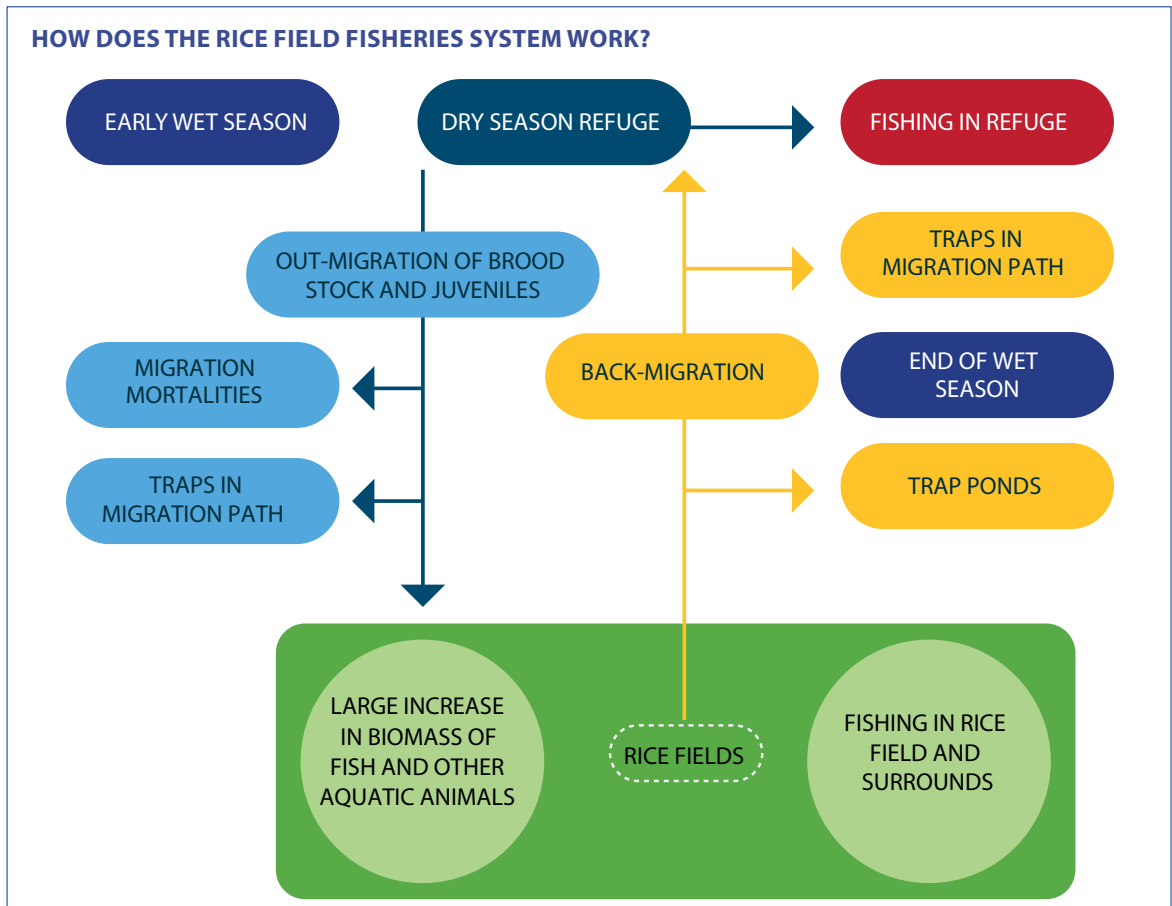 HOW DOES THE RICE FIELD FISHERIES SYSTEM WORK?
EARLY WET SEASON
DRY SEASON REFUGE
FISHING IN REFUGE
OUT-MIGRATION OF BROOD
STOCK AND JUVENILES
TRAPS IN
MIGRATION PATH
MIGRATION
MORTALITIES
BACK-MIGRATION
END OF WET
SEASON
TRAPS IN
MIGRATION PATH
TRAP PONDS
LARGE INCREASE
IN BIOMASS OF
FISH AND OTHER
AQUATIC ANIMALS
RICE FIELDS
FISHING IN RICE
FIELD AND
SURROUNDS